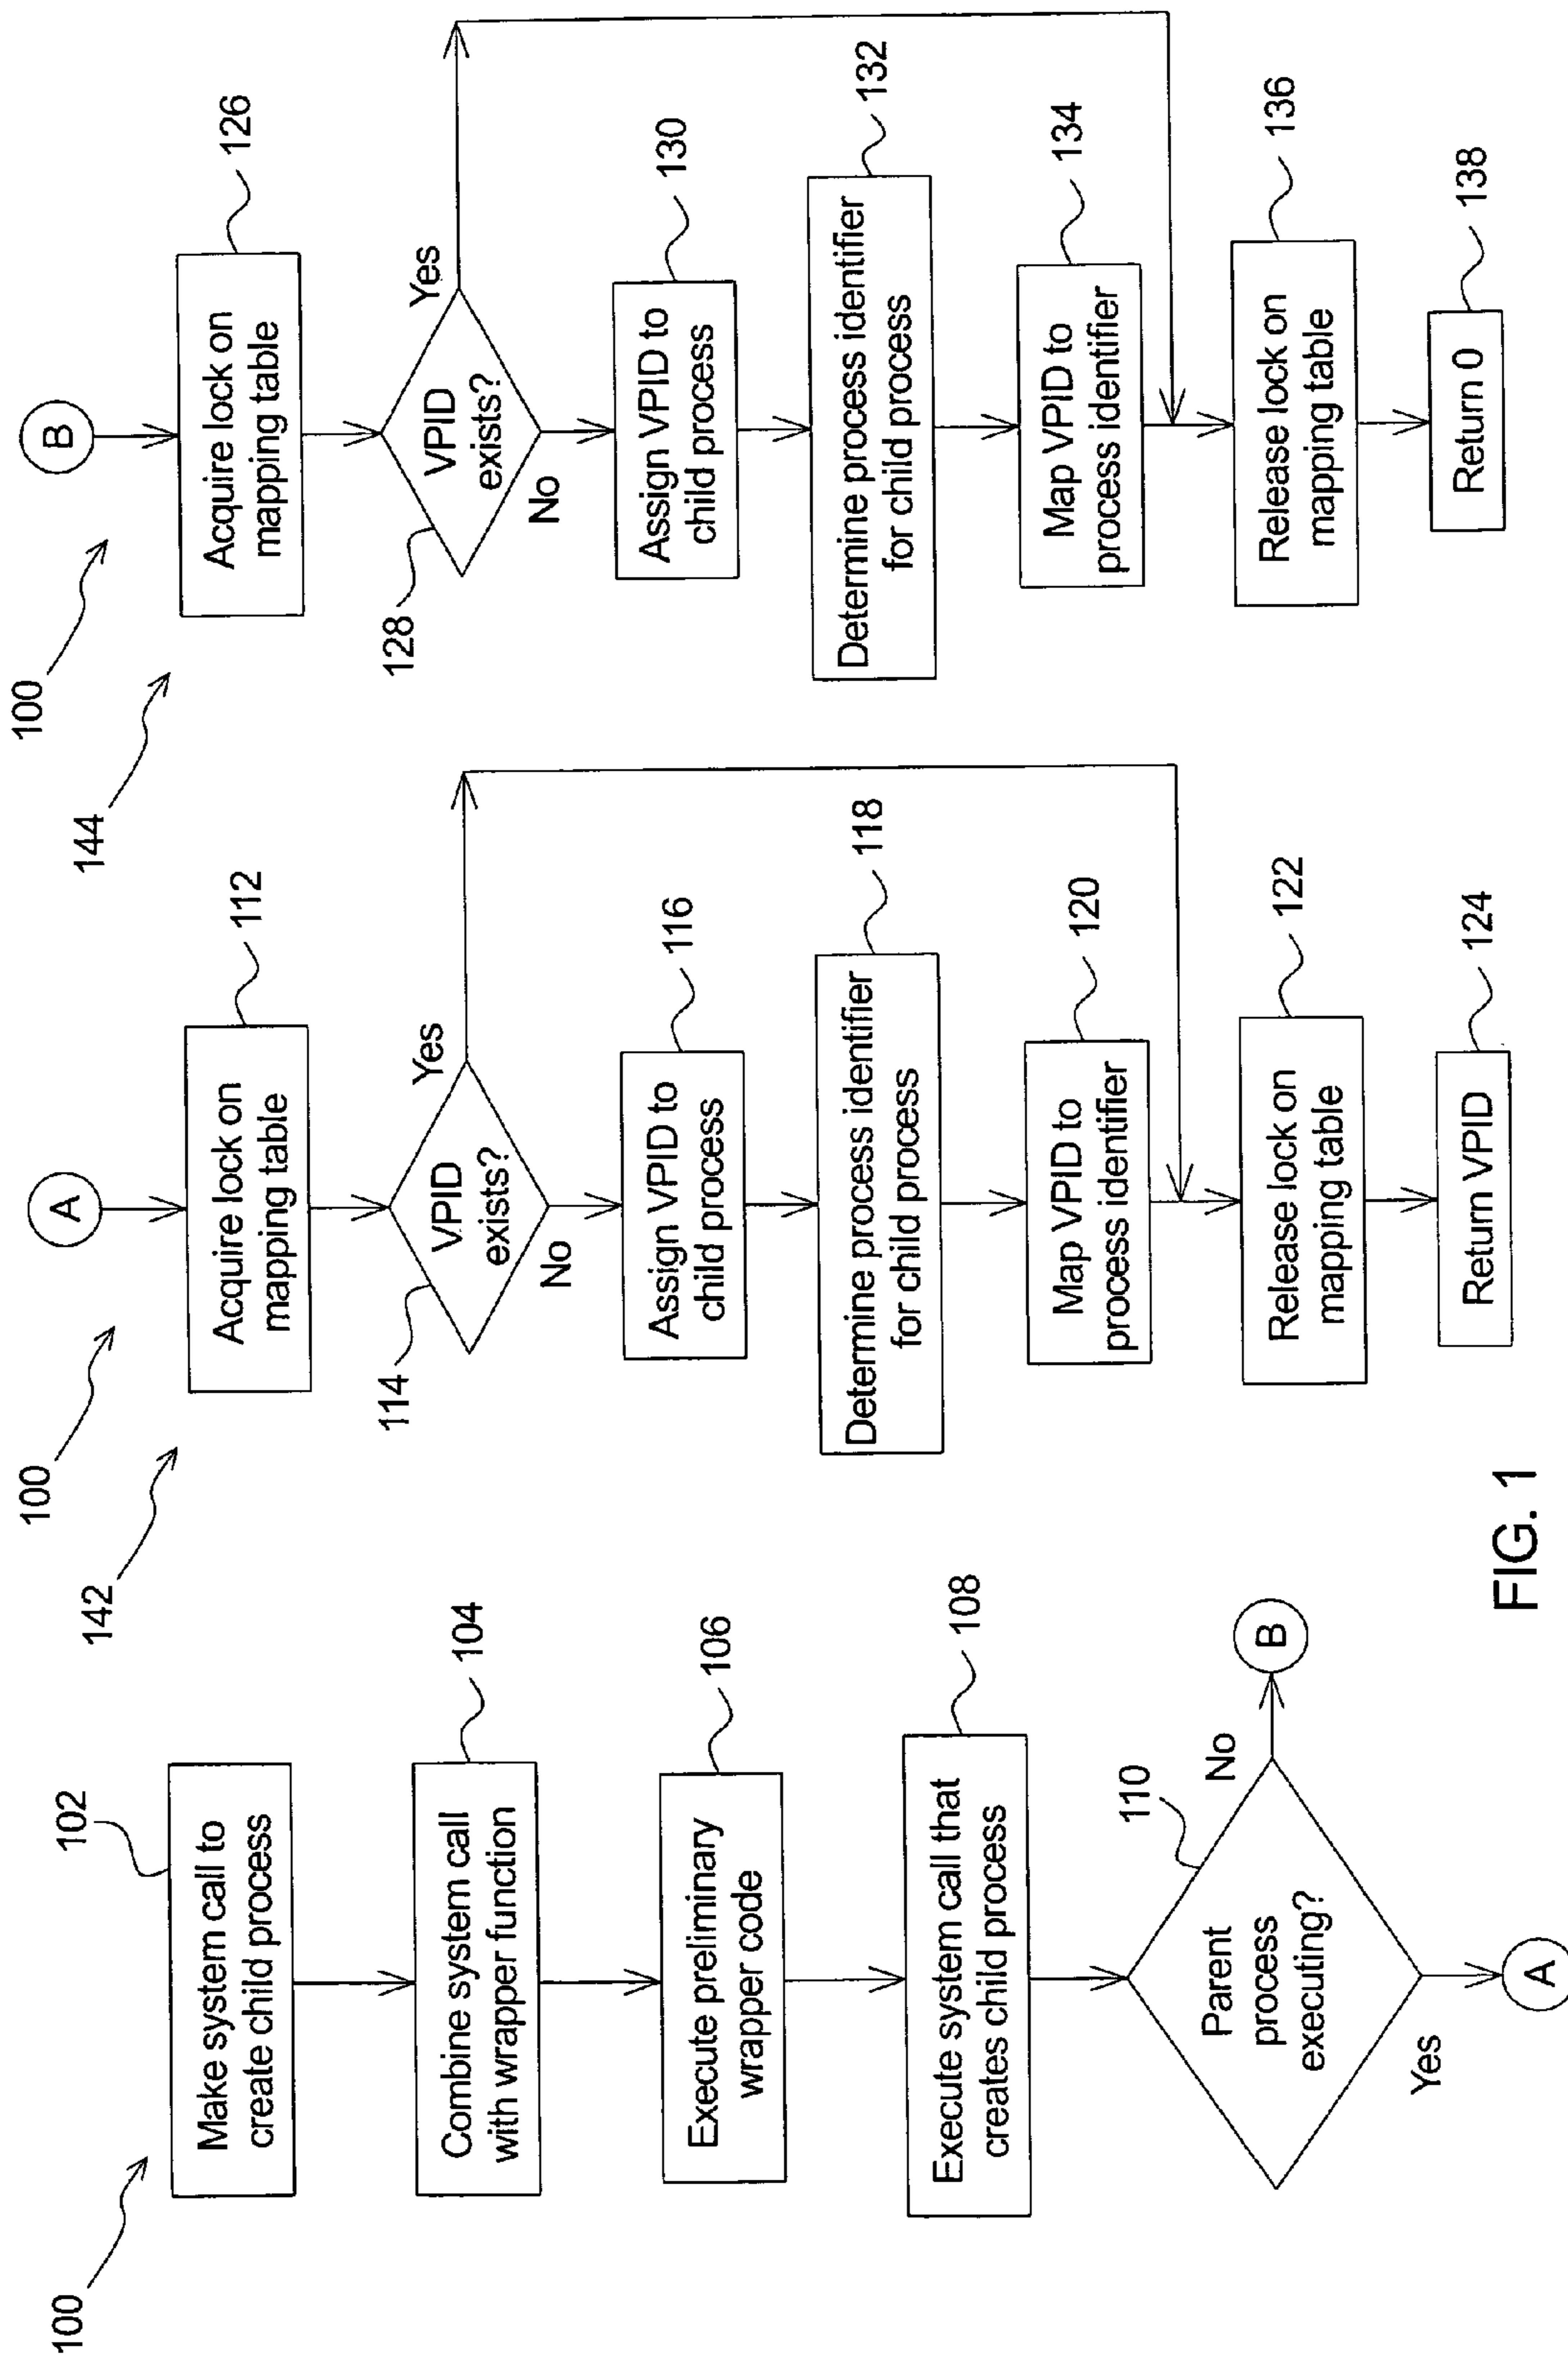 100
102
Make system call to
create child process
104
Combine system call
with wrapper function
106
Execute preliminary
wrapper code
108
Execute system call that
creates child process
110
Parent
process
executing?
No
B
Yes
A
100
142
A
112
Acquire lock on
mapping table
114
VPID
exists?
Yes
No
116
Assign VPID to
child process
118
Determine process identifier
for child process
120
Map VPID to
process identifier
122
Release lock on
mapping table
124
Return VPID
100
144
B
126
Acquire lock on
mapping table
128
VPID
exists?
Yes
No
130
Assign VPID to
child process
132
Determine process identifier
for child process
134
Map VPID to
process identifier
136
Release lock on
mapping table
138
Return 0
FIG. 1